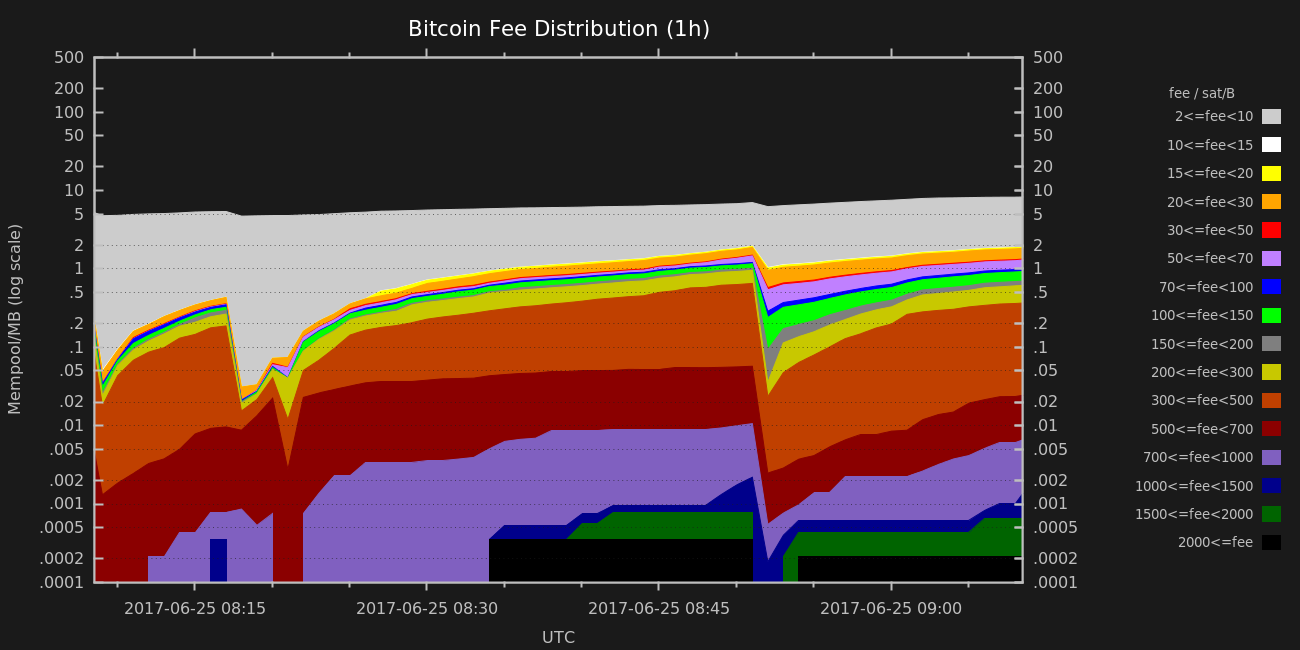 Bitcoin Fee Distribution (1h)
Mempool/MB (log scale)
500
200
100
50
20
10
5
2
1
.5
.2
.1
.05
.02
.01
.005
.002
.001
.0005
.0002
.0001
500
200
100
50
20
10
5
2
1
.5
.2
.1
.05
.02
.01
.005
.002
.001
.0005
.0002
.0001
2017-06-25 08:15
2017-06-25 08:30
2017-06-25 08:45
2017-06-25 09:00
UTC
fee / sat/B
2<=fee<10
10<=fee<15
15<=fee<20
20<=fee<30
30<=fee<50
50<=fee<70
70<=fee<100
100<=fee<150
150<=fee<200
200<=fee<300
300<=fee<500
500<=fee<700
700<=fee<1000
1000<=fee<1500
1500<=fee<2000
2000<=fee